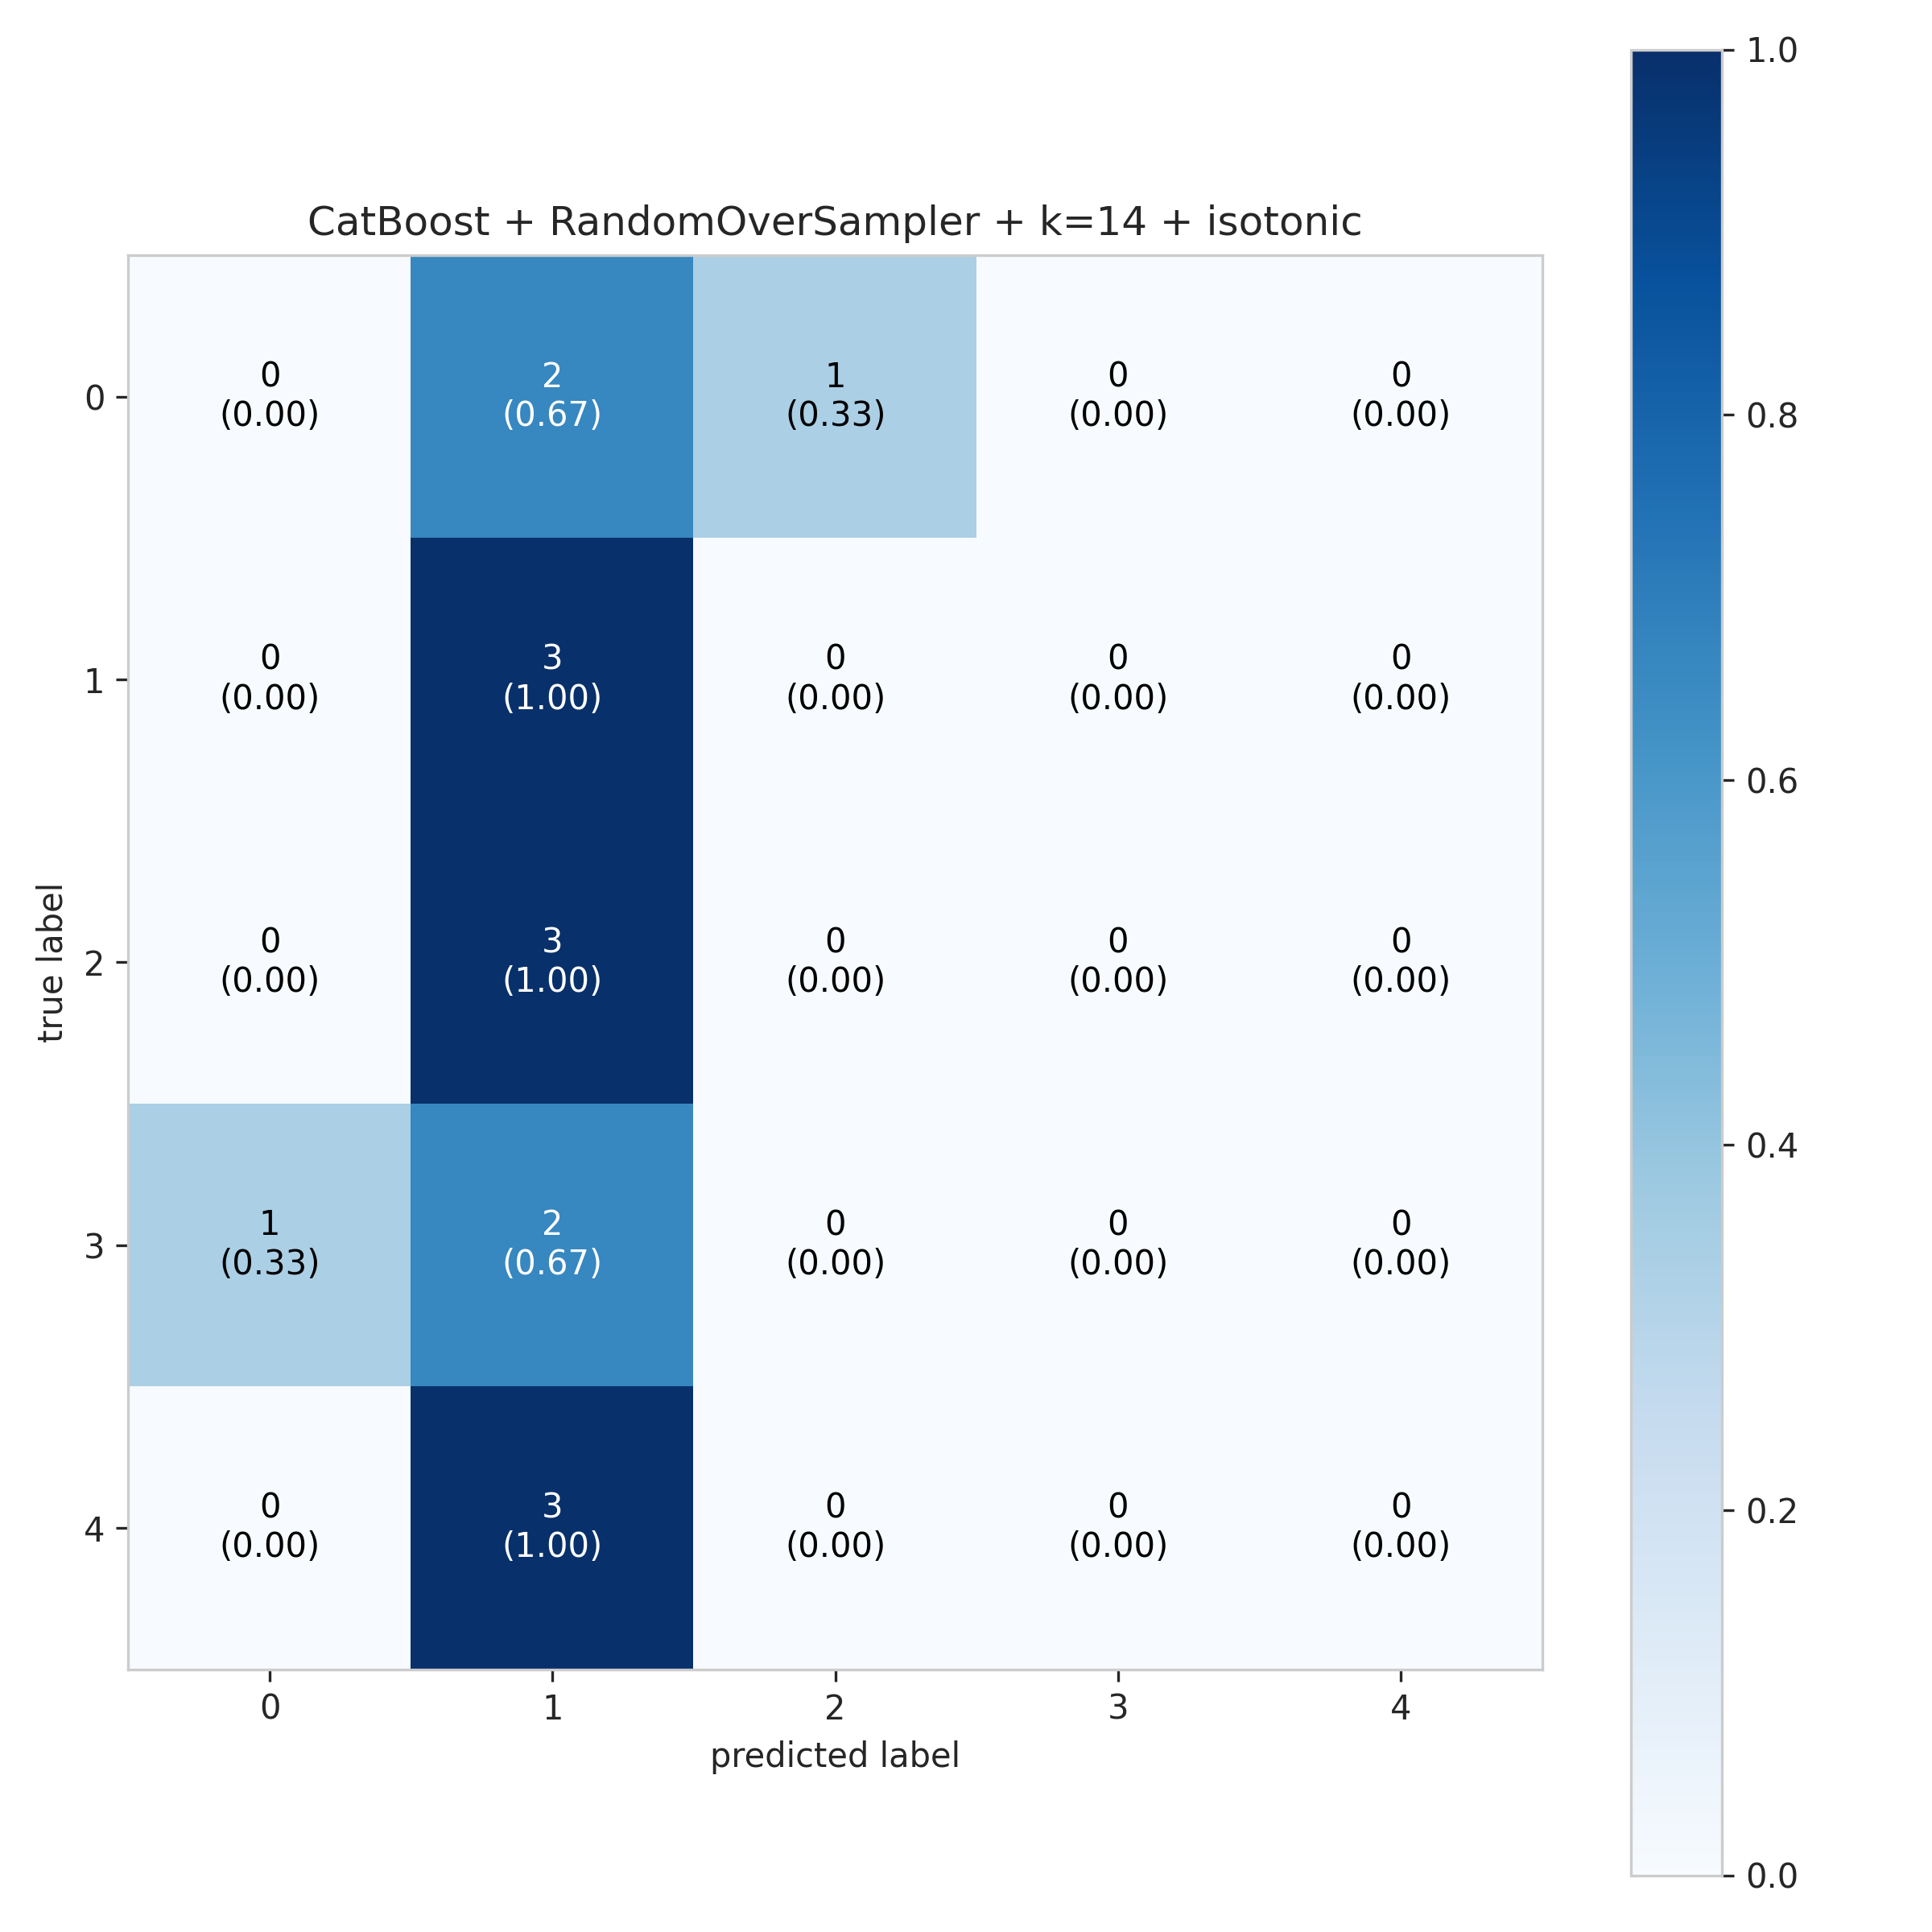 CatBoost + RandomOverSampler + k=14 + isotonic
1.0
0.8
0.6
0.4
0.2
0.0
true label
0
0 2 1 0 0
(0.00) (0.67) (0.33) (0.00) (0.00)
1
0 3 0 0 0
(0.00) (1.00) (0.00) (0.00) (0.00)
2
0 3 0 0 0
(0.00) (1.00) (0.00) (0.00) (0.00)
3
1 2 0 0 0
(0.33) (0.67) (0.00) (0.00) (0.00)
4
0 3 0 0 0
(0.00) (1.00) (0.00) (0.00) (0.00)
0 1 2 3 4
predicted label